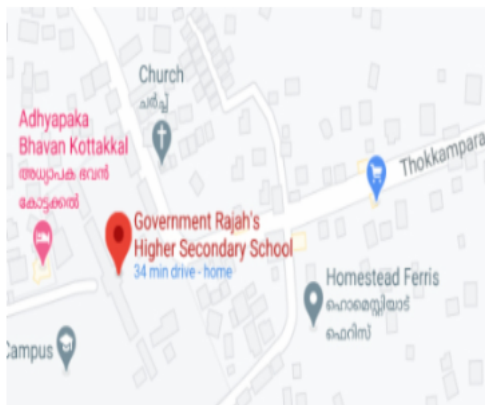 Church
ചർച്ച്
Adhyapaka
Bhavan Kottakkal
അധ്യാപക ഭവൻ
കോട്ടക്കൽ
Thokkampara
Government Rajah's
Higher Secondary School
34 min drive - home
Homestead Ferris
ഹൊമെസ്റ്റിയാട്
ഫെറിസ്
Campus